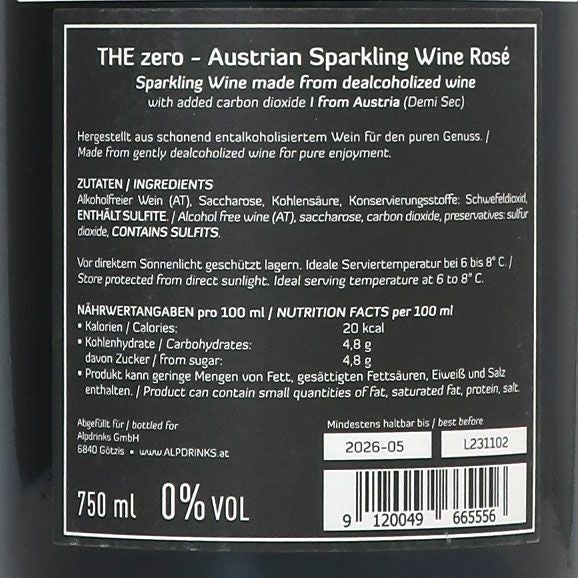 THE zero - Austrian Sparkling Wine Rosé
Sparkling Wine made from dealcoholized wine
with added carbon dioxide I from Austria (Demi Sec)
Hergestellt aus schonend entalkoholisiertem Wein für den puren Genuss. /
Made from gently dealcoholized wine for pure enjoyment.
ZUTATEN / INGREDIENTS
Alkoholfreier Wein (AT), Saccharose, Kohlensäure, Konservierungsstoffe: Schwefeldioxid,
ENTHÄLT SULFITE. / Alcohol free wine (AT), saccharose, carbon dioxide, preservatives: sulfur
dioxide, CONTAINS SULFITS.
Vor direktem Sonnenlicht geschützt lagern. Ideale Serviertemperatur bei 6 bis 8° C. /
Store protected from direct sunlight. Ideal serving temperature at 6 to 8° C.
NÄHRWERTANGABEN pro 100 ml / NUTRITION FACTS per 100 ml
• Kalorien / Calories: 20 kcal
• Kohlenhydrate / Carbohydrates: 4,8 g
davon Zucker / from sugar: 4,8 g
• Produkt kann geringe Mengen von Fett, gesättigten Fettsäuren, Eiweiß und Salz
enthalten. / Product can contain small quantities of fat, saturated fat, protein, salt.
Abgefüllt für / bottled for
Alpdrinks GmbH
6840 Götzis • www.ALPDRINKS.at
Mindestens haltbar bis / best before
2026-05 L231102
750 ml 0% VOL
9 120049 665556